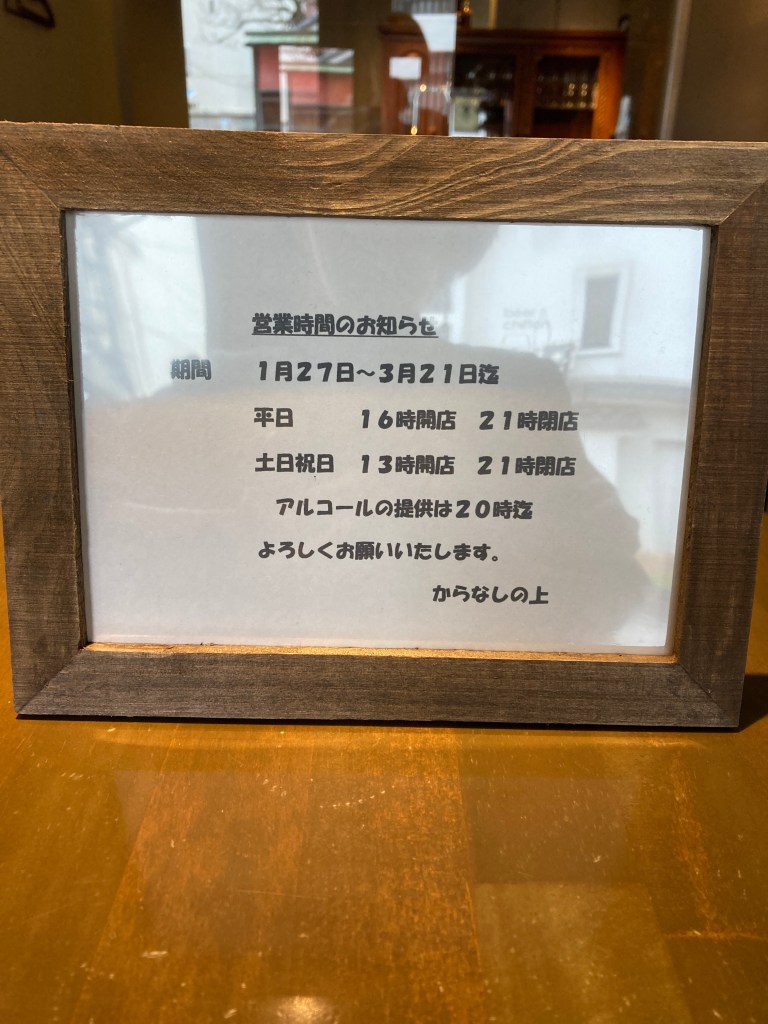 営業時間のお知らせ
期間　１月２７日～３月２１日迄
平日　１６時開店　２１時閉店
土日祝日　１３時開店　２１時閉店
アルコールの提供は２０時迄
よろしくお願いいたします。
からなしの上